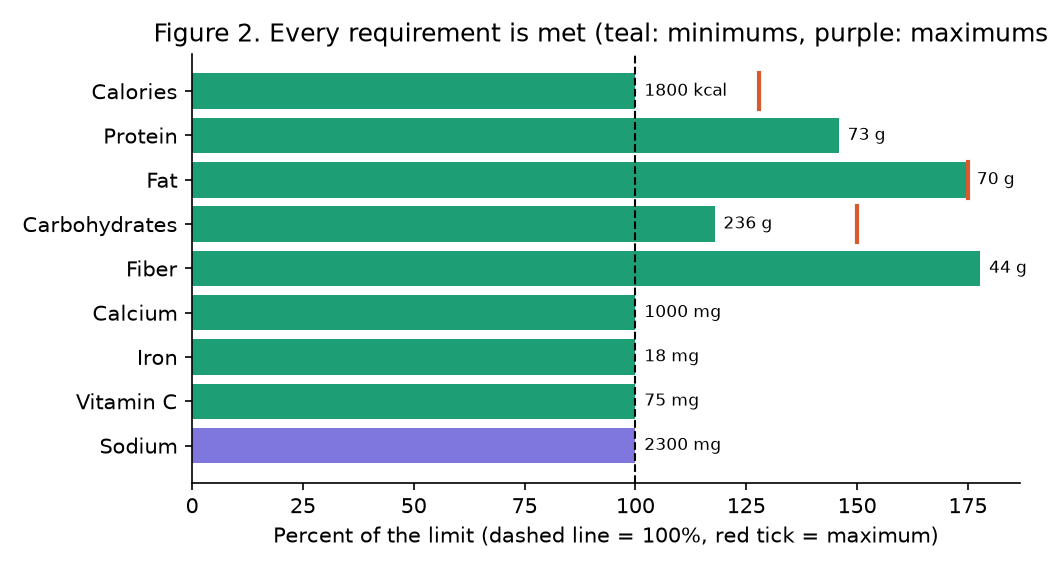 Figure 2. Every requirement is met (teal: minimums, purple: maximums
Calories
1800 kcal
Protein
73 g
Fat
70 g
Carbohydrates
236 g
Fiber
44 g
Calcium
1000 mg
Iron
18 mg
Vitamin C
75 mg
Sodium
2300 mg
0 25 50 75 100 125 150 175
Percent of the limit (dashed line = 100%, red tick = maximum)